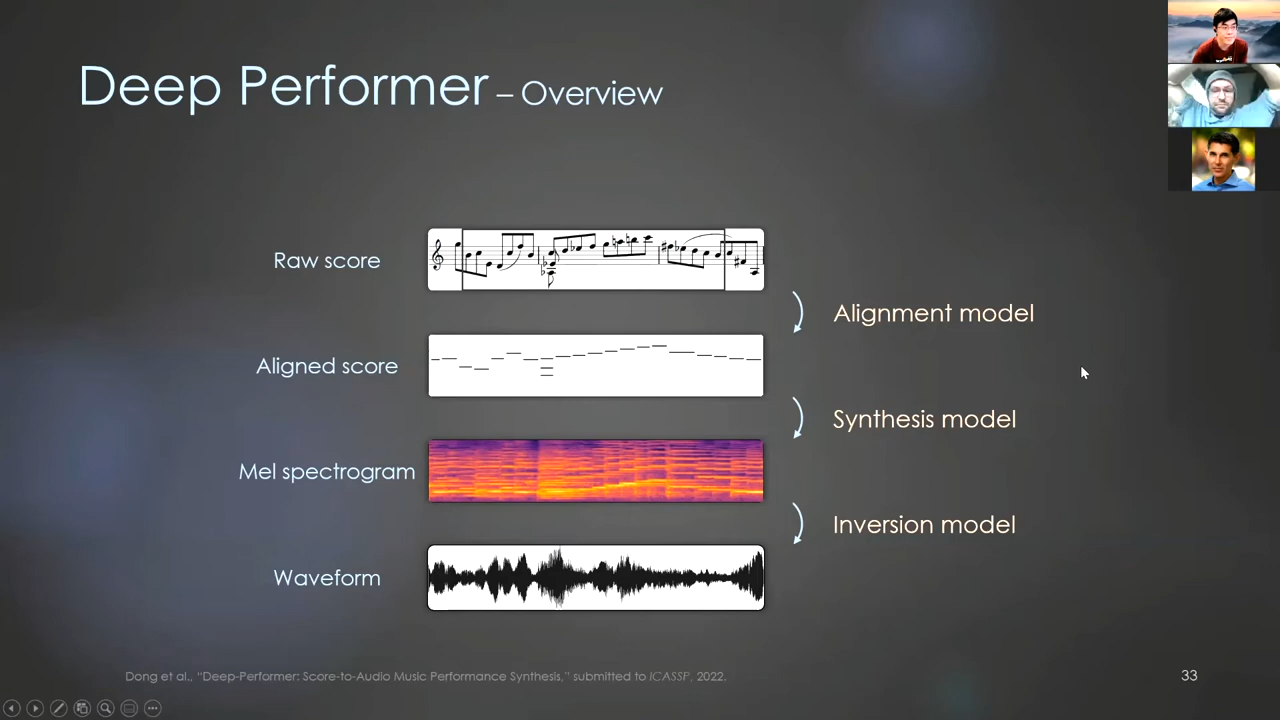 Deep Performer – Overview
Raw score
Alignment model
Aligned score
Synthesis model
Mel spectrogram
Inversion model
Waveform
Dong et al., “Deep-Performer: Score-to-Audio Music Performance Synthesis,” submitted to ICASSP, 2022.
33